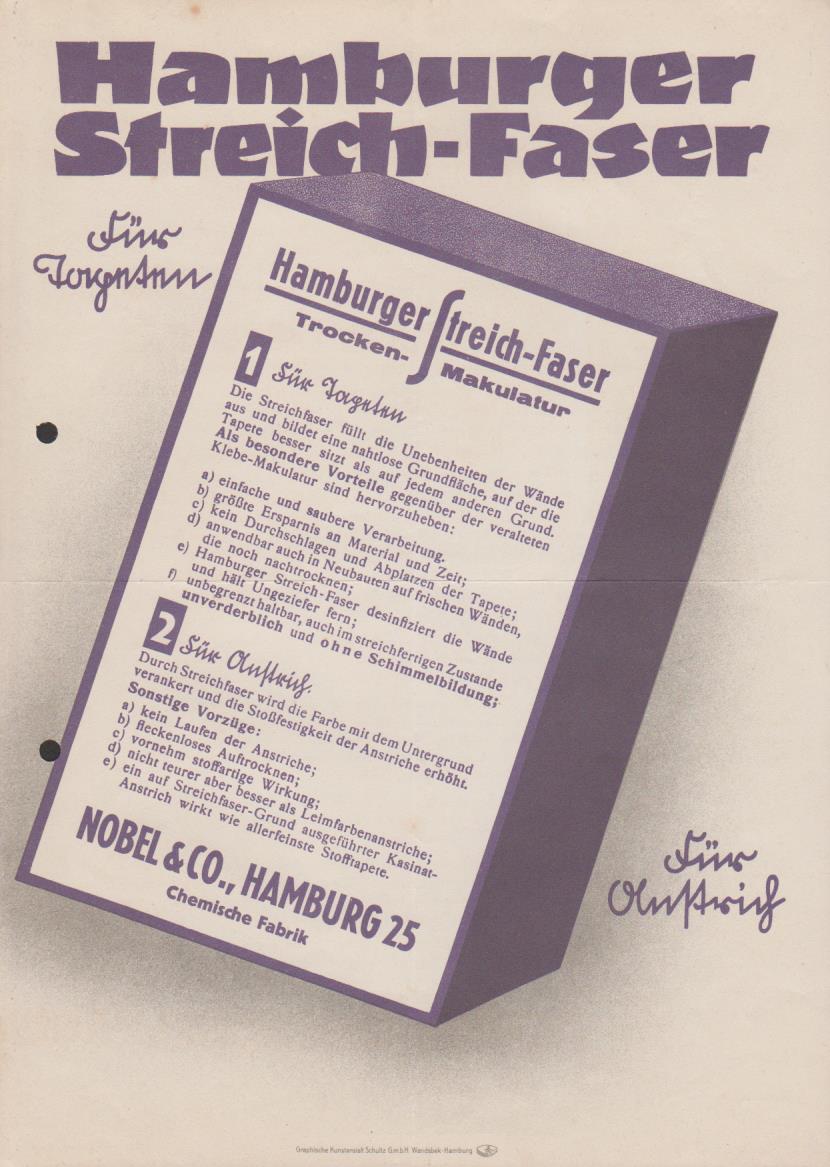 Hamburger
Streich-Faser
Für
Tapeten
Hamburger Streich-Faser
Trocken-Makulatur
1 Für Tapeten
Die Streichfaser füllt die Unebenheiten der Wände
aus und bildet eine nahtlose Grundfläche, auf der die
Tapete besser sitzt als auf jedem anderen Grund.
Als besondere Vorteile gegenüber der veralteten
Klebe-Makulatur sind hervorzuheben:
a) einfache und saubere Verarbeitung.
b) größte Ersparnis an Material und Zeit;
c) kein Durchschlagen und Abplatzen der Tapete;
d) anwendbar auch in Neubauten auf frischen Wänden,
die noch nachtrocknen;
e) Hamburger Streich-Faser desinfiziert die Wände
und hält Ungeziefer fern;
f) unbegrenzt haltbar, auch im streichfertigen Zustande
unverderblich und ohne Schimmelbildung;
2 Für Anstrich.
Durch Streichfaser wird die Farbe mit dem Untergrund
verankert und die Stoßfestigkeit der Anstriche erhöht.
Sonstige Vorzüge:
a) kein Laufen der Anstriche;
b) fleckenloses Auftrocknen;
c) vornehm stoffartige Wirkung;
d) nicht teurer aber besser als Leimfarbenanstriche;
e) ein auf Streichfaser-Grund ausgeführter Kasinat-
Anstrich wirkt wie allerfeinste Stofftapete.
NOBEL & CO., HAMBURG 25
Chemische Fabrik
Für
Anstrich
Graphische Kunstanstalt Schultz G.m.b.H. Wandsbek-Hamburg